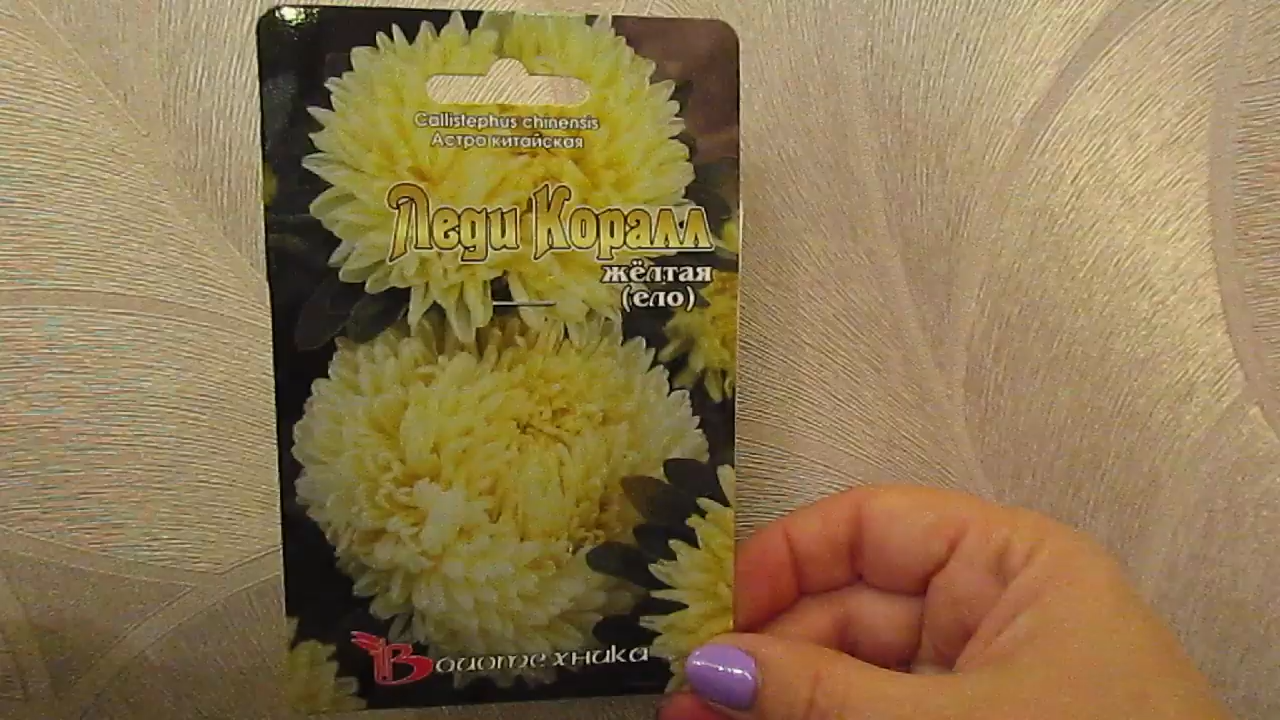 Callistephus chinensis
Астра китайская
Леди Коралл
жёлтая
(ело)
Биотехника